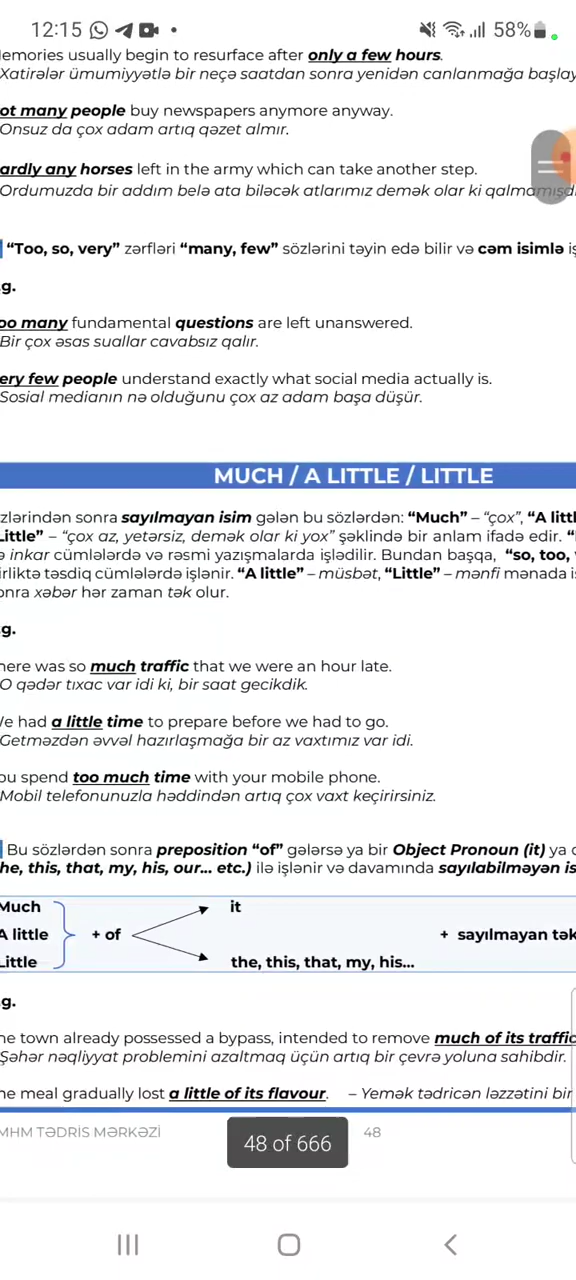 12:15 58%
emories usually begin to resurface after only a few hours.
Xatirələr ümumiyyətlə bir neçə saatdan sonra yenidən canlanmağa başlay
ot many people buy newspapers anymore anyway.
Onsuz da çox adam artıq qəzet almır.
ardly any horses left in the army which can take another step.
Ordumuzda bir addım belə ata biləcək atlarımız demək olar ki qalmamışdı
“Too, so, very” zərfləri “many, few” sözlərini təyin edə bilir və cəm isimlə iş
g.
oo many fundamental questions are left unanswered.
Bir çox əsas suallar cavabsız qalır.
ery few people understand exactly what social media actually is.
Sosial medianın nə olduğunu çox az adam başa düşür.
MUCH / A LITTLE / LITTLE
zlərindən sonra sayılmayan isim gələn bu sözlərdən: “Much” – “çox”, “A littl
Little” – “çox az, yetərsiz, demək olar ki yox” şəklində bir anlam ifadə edir. “
ə inkar cümlələrdə və rəsmi yazışmalarda işlədilir. Bundan başqa, “so, too,
irliktə təsdiq cümlələrdə işlənir. “A little” – müsbət, “Little” – mənfi mənada i
onra xəbər hər zaman tək olur.
g.
here was so much traffic that we were an hour late.
O qədər tıxac var idi ki, bir saat gecikdik.
e had a little time to prepare before we had to go.
Getməzdən əvvəl hazırlaşmağa bir az vaxtımız var idi.
ou spend too much time with your mobile phone.
Mobil telefonunuzla həddindən artıq çox vaxt keçirirsiniz.
Bu sözlərdən sonra preposition “of” gələrsə ya bir Object Pronoun (it) ya
he, this, that, my, his, our... etc.) ilə işlənir və davamında sayılabilməyən is
Much it
A little + of + sayılmayan tək
Little the, this, that, my, his...
g.
he town already possessed a bypass, intended to remove much of its traffic
Şəhər nəqliyyat problemini azaltmaq üçün artıq bir çevrə yoluna sahibdir.
he meal gradually lost a little of its flavour. – Yemək tədricən ləzzətini bir
MHM TƏDRİS MƏRKƏZİ 48
48 of 666